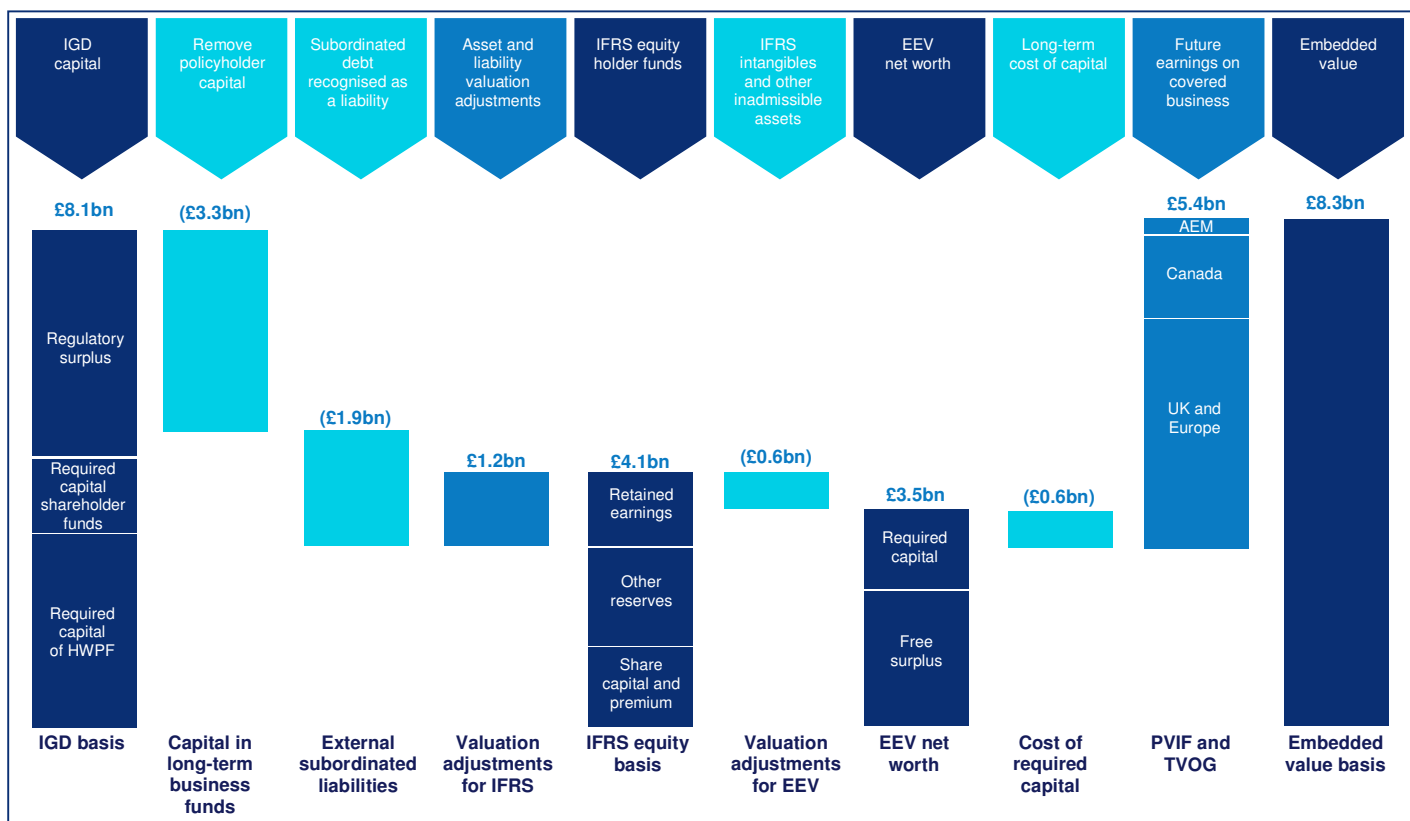 IGD
capital
Remove
policyholder
capital
Subordinated
debt
recognised as
a liability
Asset and
liability
valuation
adjustments
IFRS equity
holder funds
IFRS
intangibles
and other
inadmissible
assets
EEV
net worth
Long-term
cost of capital
Future
earnings on
covered
business
Embedded
value
£8.1bn
(£3.3bn)
(£1.9bn)
£1.2bn
£4.1bn
(£0.6bn)
£3.5bn
(£0.6bn)
£5.4bn
£8.3bn
Regulatory
surplus
Required
capital
shareholder
funds
Required
capital
of HWPF
Retained
earnings
Other
reserves
Share
capital and
premium
Required
capital
Free
surplus
AEM
Canada
UK and
Europe
IGD basis
Capital in
long-term
business
funds
External
subordinated
liabilities
Valuation
adjustments
for IFRS
IFRS equity
basis
Valuation
adjustments
for EEV
EEV net
worth
Cost of
required
capital
PVIF and
TVOG
Embedded
value basis